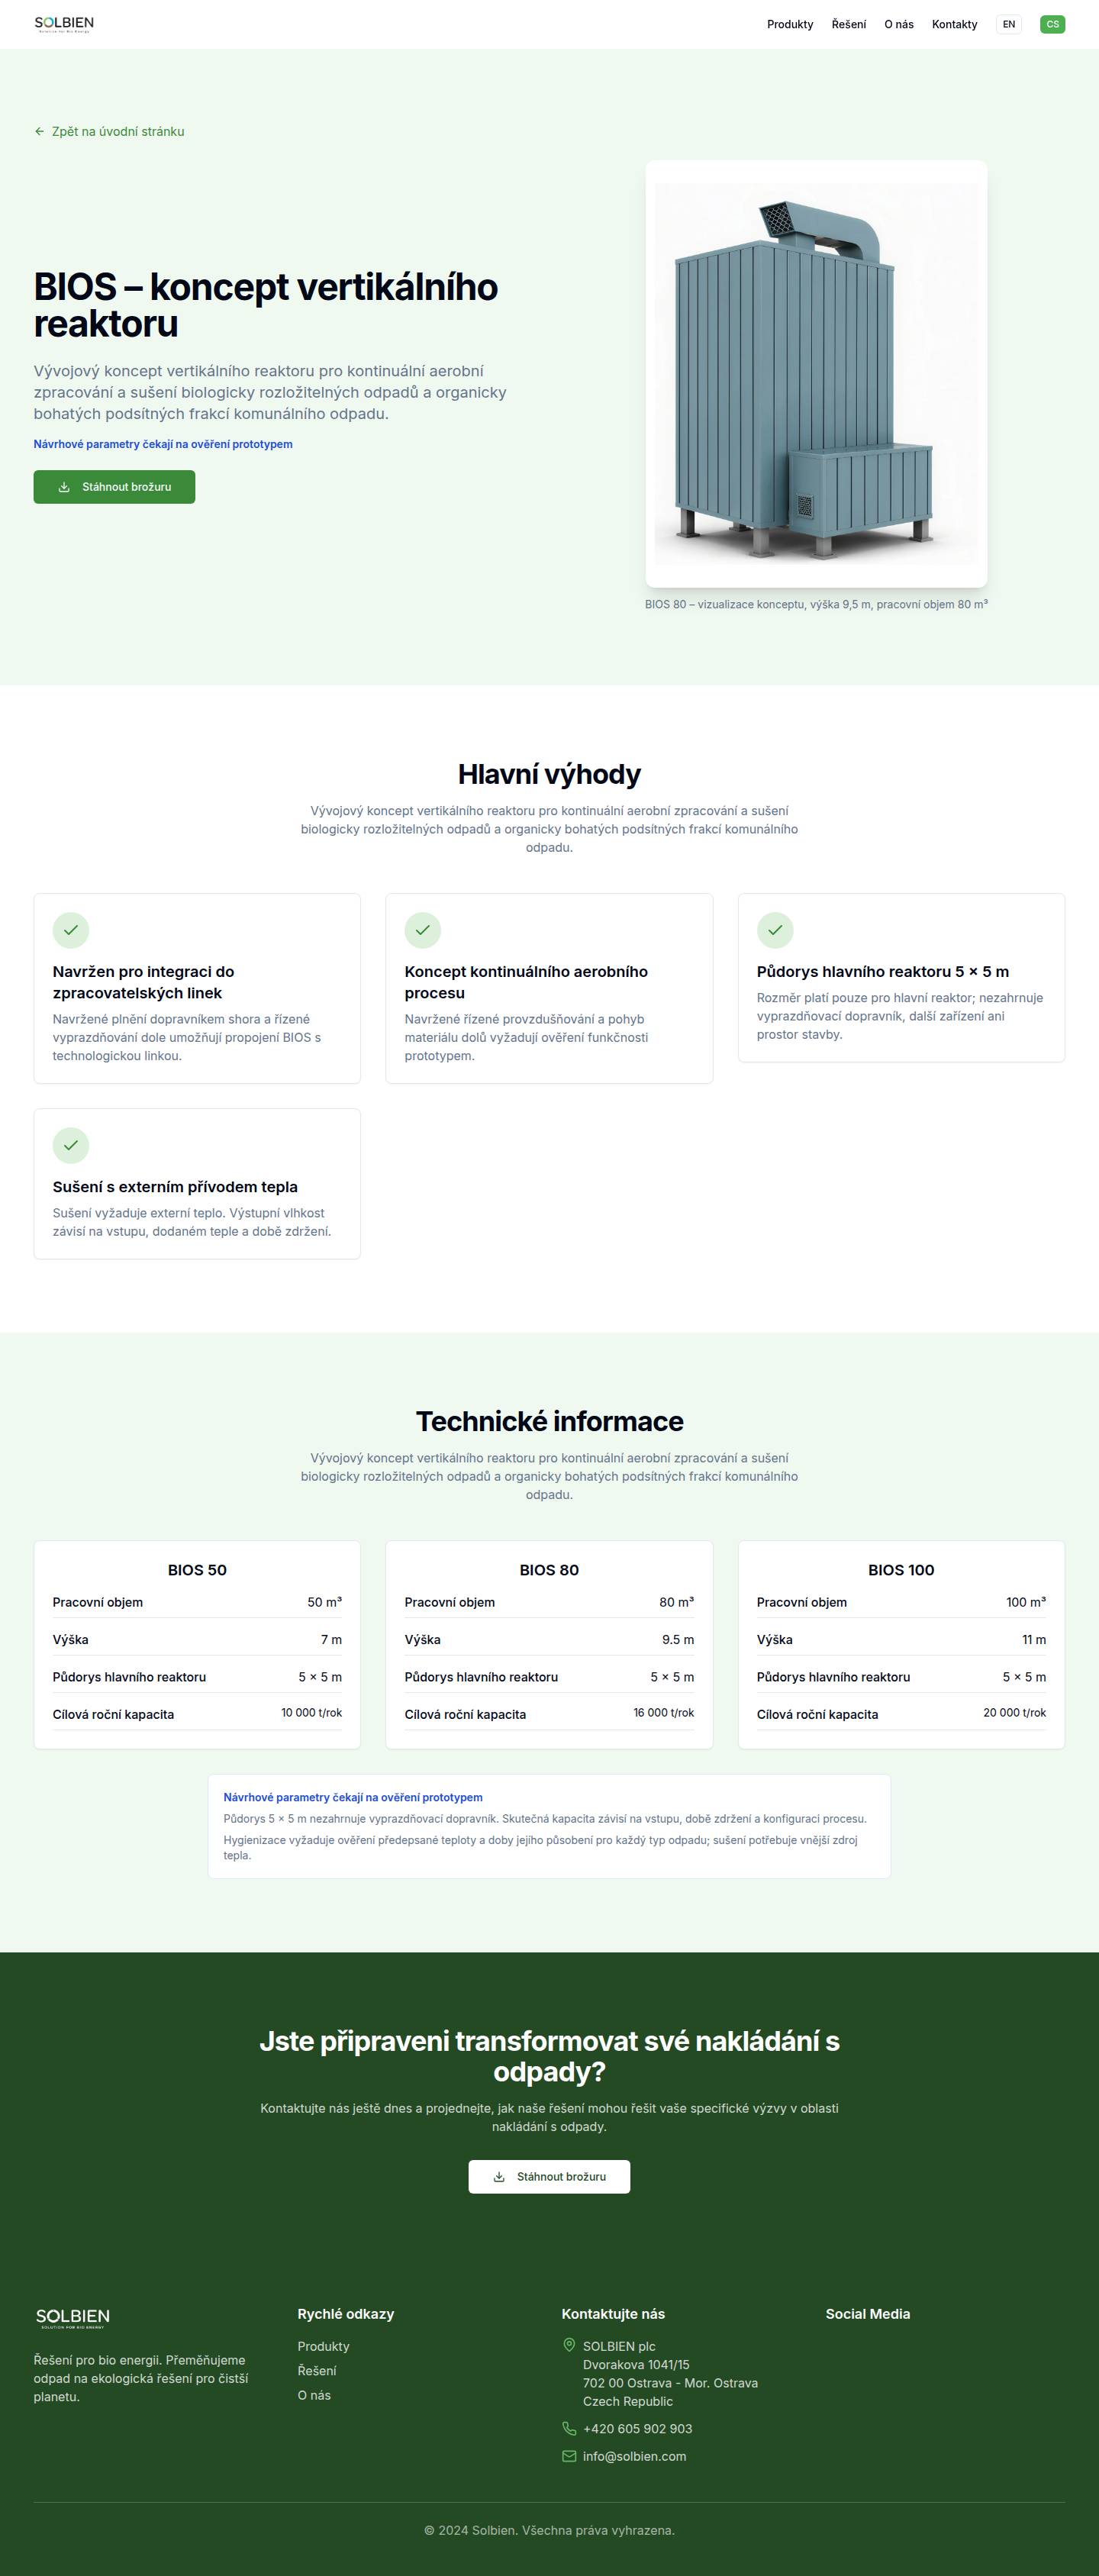 SOLBIEN
Solution for Bio Energy
Produkty
Řešení
O nás
Kontakty
EN
CS
Zpět na úvodní stránku
BIOS – koncept vertikálního
reaktoru
Vývojový koncept vertikálního reaktoru pro kontinuální aerobní
zpracování a sušení biologicky rozložitelných odpadů a organicky
bohatých podsítných frakcí komunálního odpadu.
Návrhové parametry čekají na ověření prototypem
Stáhnout brožuru
BIOS 80 – vizualizace konceptu, výška 9,5 m, pracovní objem 80 m³
Hlavní výhody
Vývojový koncept vertikálního reaktoru pro kontinuální aerobní zpracování a sušení
biologicky rozložitelných odpadů a organicky bohatých podsítných frakcí komunálního
odpadu.
Navržen pro integraci do
zpracovatelských linek
Navržené plnění dopravníkem shora a řízené
vyprazdňování dole umožňují propojení BIOS s
technologickou linkou.
Koncept kontinuálního aerobního
procesu
Navržené řízené provzdušňování a pohyb
materiálu dolů vyžadují ověření funkčnosti
prototypem.
Půdorys hlavního reaktoru 5 × 5 m
Rozměr platí pouze pro hlavní reaktor; nezahrnuje
vyprazdňovací dopravník, další zařízení ani
prostor stavby.
Sušení s externím přívodem tepla
Sušení vyžaduje externí teplo. Výstupní vlhkost
závisí na vstupu, dodaném teple a době zdržení.
Technické informace
Vývojový koncept vertikálního reaktoru pro kontinuální aerobní zpracování a sušení
biologicky rozložitelných odpadů a organicky bohatých podsítných frakcí komunálního
odpadu.
BIOS 50
Pracovní objem 50 m³
Výška 7 m
Půdorys hlavního reaktoru 5 × 5 m
Cílová roční kapacita 10 000 t/rok
BIOS 80
Pracovní objem 80 m³
Výška 9.5 m
Půdorys hlavního reaktoru 5 × 5 m
Cílová roční kapacita 16 000 t/rok
BIOS 100
Pracovní objem 100 m³
Výška 11 m
Půdorys hlavního reaktoru 5 × 5 m
Cílová roční kapacita 20 000 t/rok
Návrhové parametry čekají na ověření prototypem
Půdorys 5 × 5 m nezahrnuje vyprazdňovací dopravník. Skutečná kapacita závisí na vstupu, době zdržení a konfiguraci procesu.
Hygienizace vyžaduje ověření předepsané teploty a doby jejího působení pro každý typ odpadu; sušení potřebuje vnější zdroj
tepla.
Jste připraveni transformovat své nakládání s
odpady?
Kontaktujte nás ještě dnes a projednejte, jak naše řešení mohou řešit vaše specifické výzvy v oblasti
nakládání s odpady.
Stáhnout brožuru
SOLBIEN
SOLUTION FOR BIO ENERGY
Řešení pro bio energii. Přeměňujeme
odpad na ekologická řešení pro čistší
planetu.
Rychlé odkazy
Produkty
Řešení
O nás
Kontaktujte nás
SOLBIEN plc
Dvorakova 1041/15
702 00 Ostrava - Mor. Ostrava
Czech Republic
+420 605 902 903
info@solbien.com
Social Media
© 2024 Solbien. Všechna práva vyhrazena.